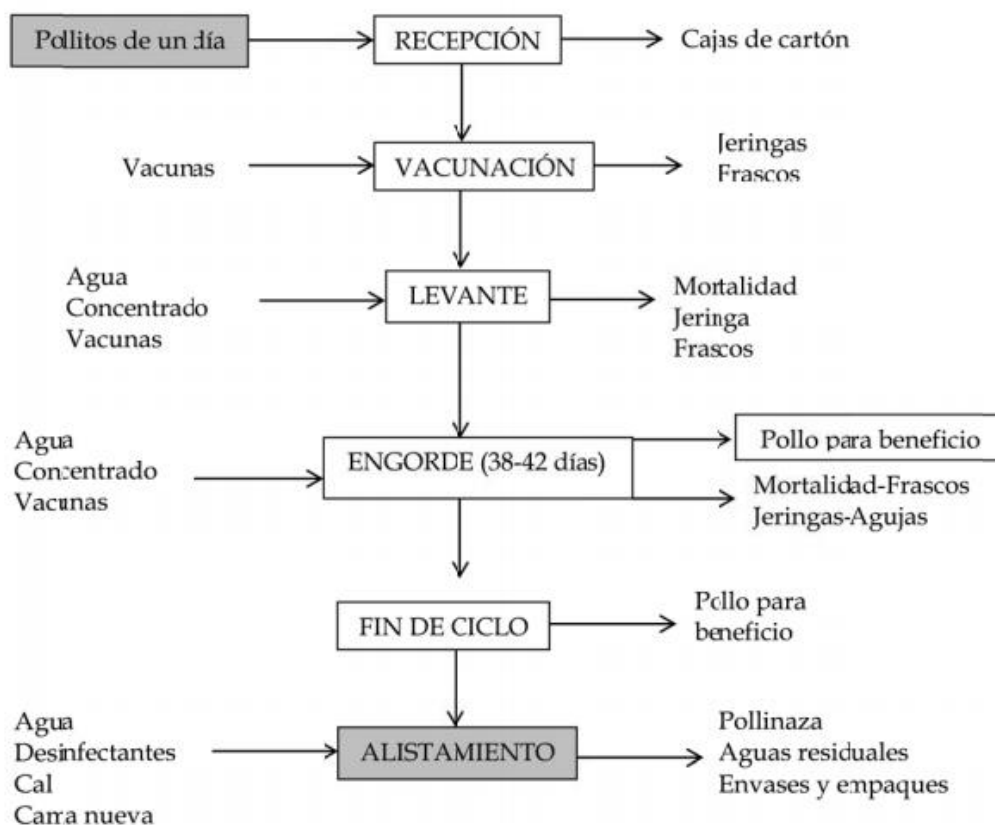 Pollitos de un día
RECEPCIÓN
Cajas de cartón
Vacunas
VACUNACIÓN
Jeringas
Frascos
Agua
Concentrado
Vacunas
LEVANTE
Mortalidad
Jeringa
Frascos
Agua
Concentrado
Vacunas
ENGORDE (38-42 días)
Pollo para beneficio
Mortalidad-Frascos
Jeringas-Agujas
FIN DE CICLO
Pollo para
beneficio
Agua
Desinfectantes
Cal
Cama nueva
ALISTAMIENTO
Pollinaza
Aguas residuales
Envases y empaques